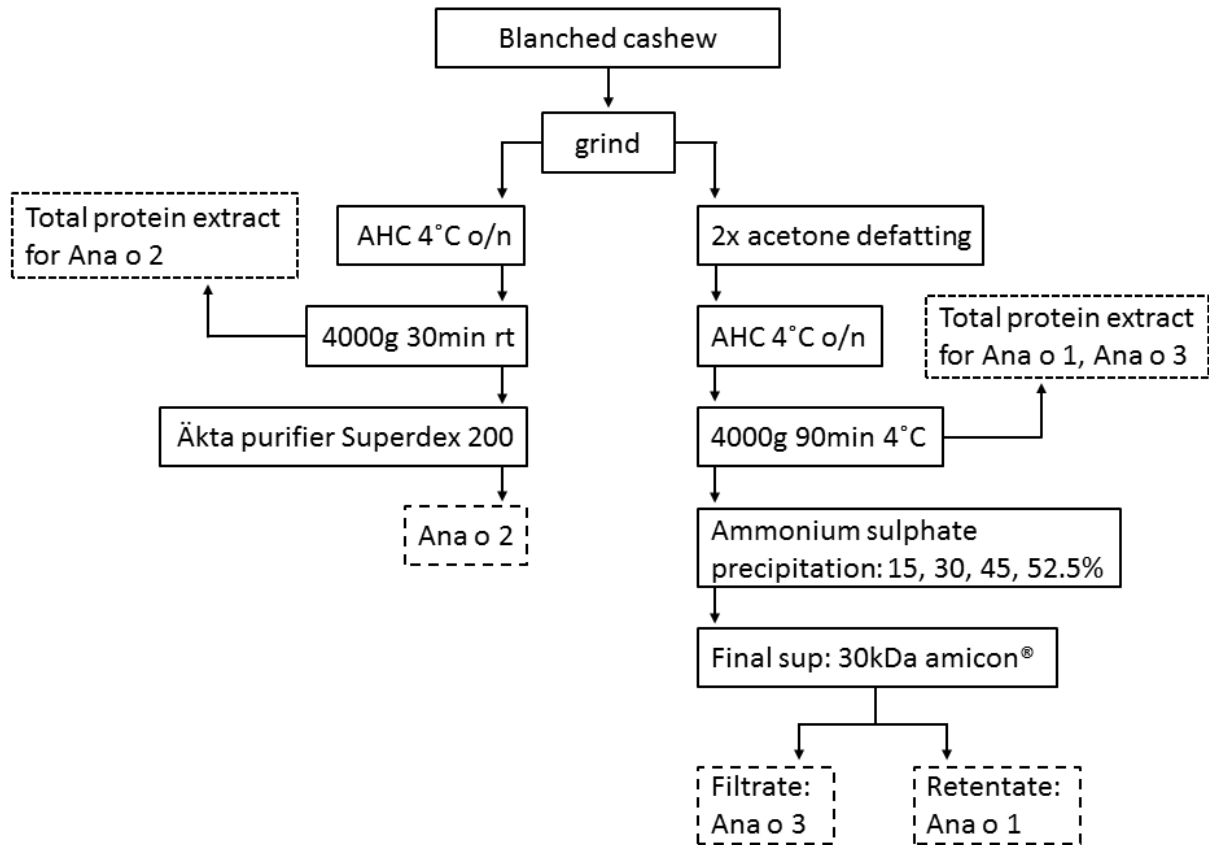 Blanched cashew
grind
Total protein extract
for Ana o 2
AHC 4˚C o/n
2x acetone defatting
4000g 30min rt
AHC 4˚C o/n
Total protein extract
for Ana o 1, Ana o 3
Äkta purifier Superdex 200
4000g 90min 4˚C
Ana o 2
Ammonium sulphate
precipitation: 15, 30, 45, 52.5%
Final sup: 30kDa amicon®
Filtrate:
Ana o 3
Retentate:
Ana o 1